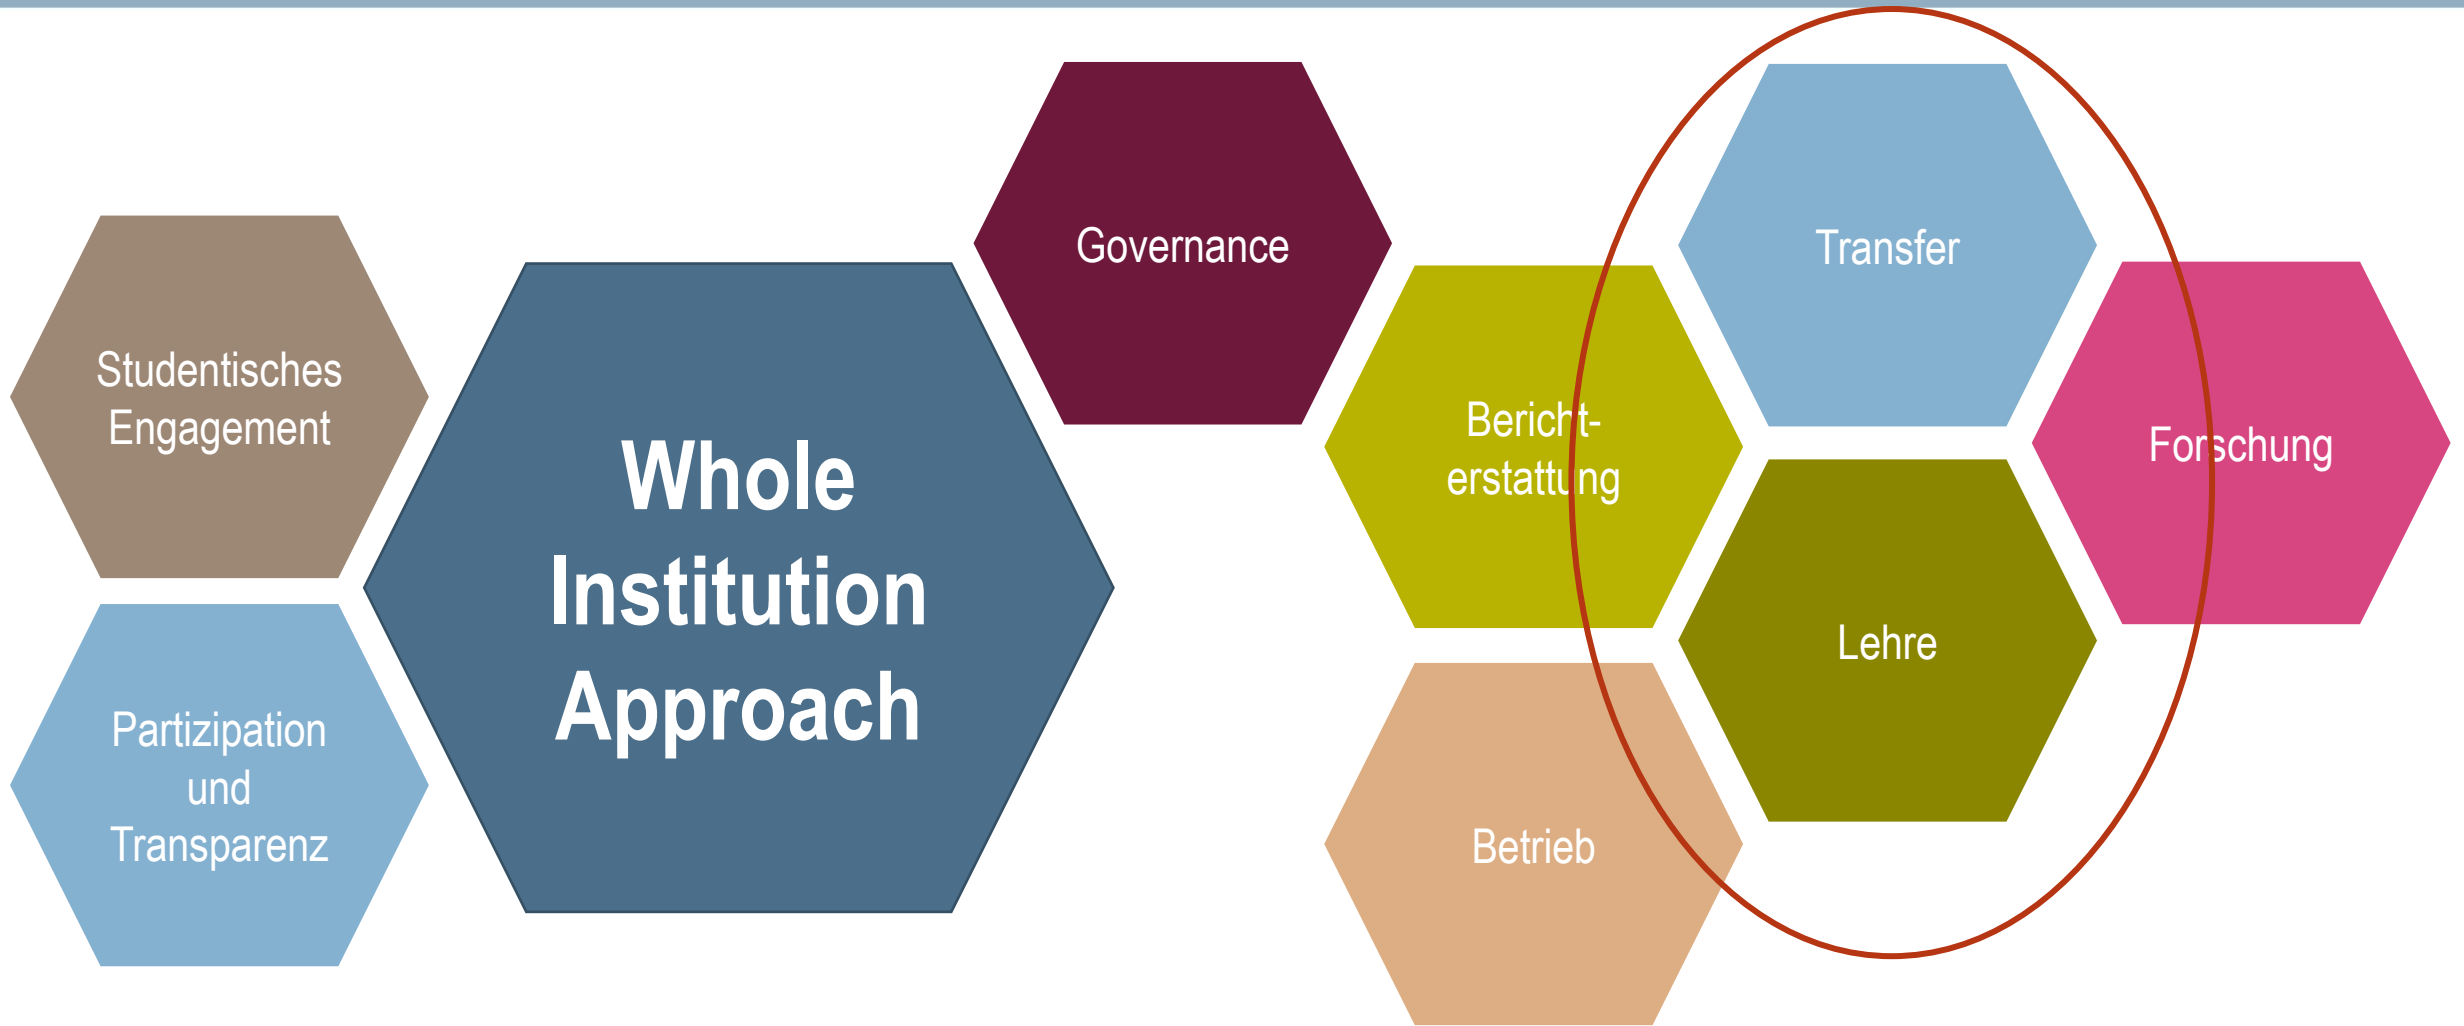 Studentisches
Engagement
Partizipation
und
Transparenz
Whole
Institution
Approach
Governance
Bericht-
erstattung
Betrieb
Transfer
Lehre
Forschung